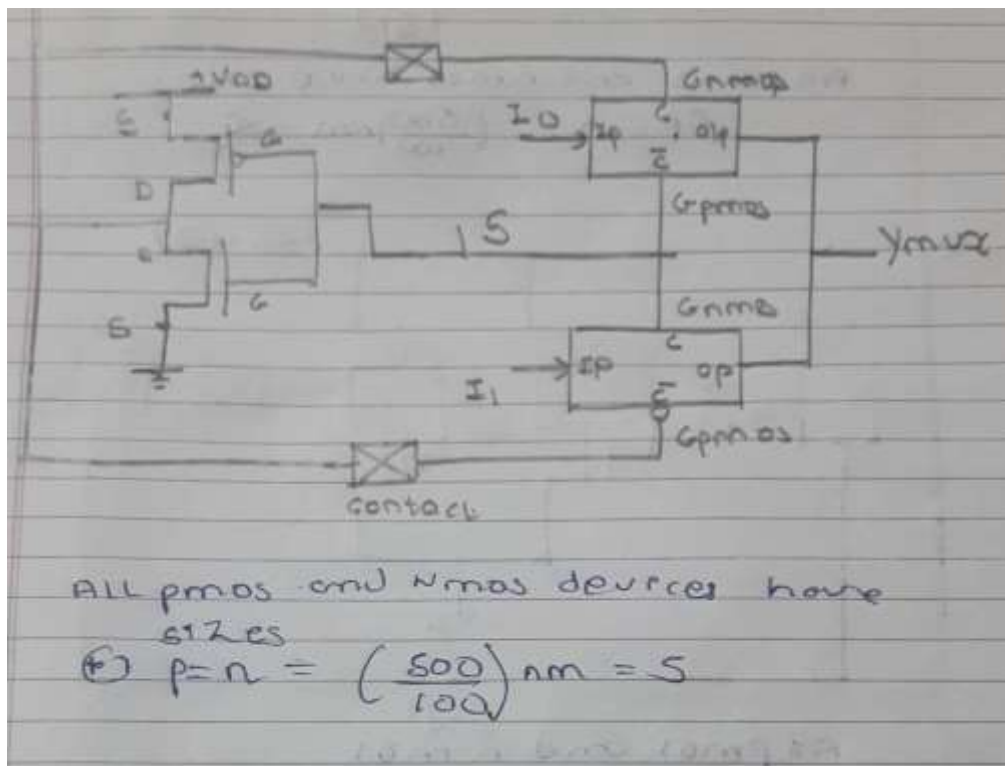 VDD
S
G
Gnmos
I0
Ip
C
O/p
C̅
D
Gpmos
S
Ymux
D
G
Gnmos
S
C
Ip
Op
C̅
I1
Gpmos
Contact
ALL pmos and Nmos devices have
sizes
p=n = (500/100) nm = 5